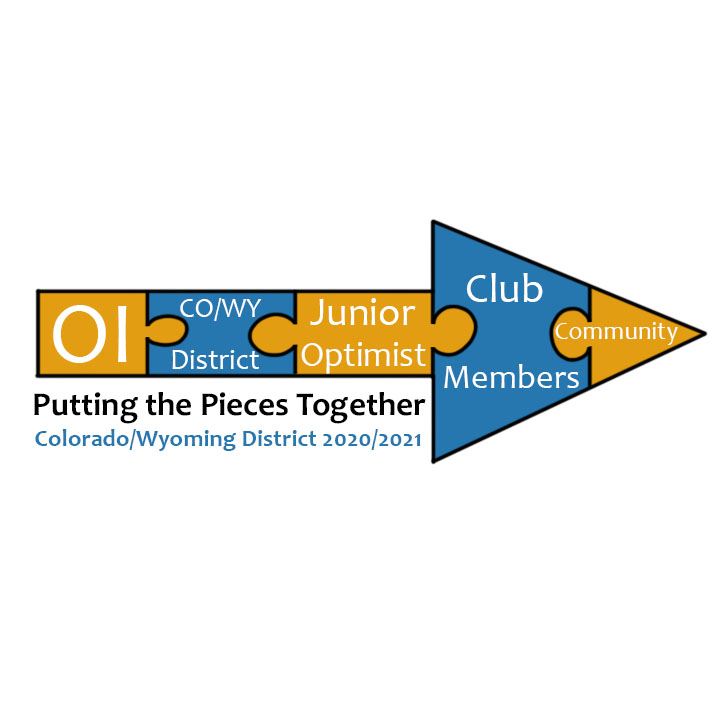 OI
CO/WY
District
Junior
Optimist
Club
Members
Community
Putting the Pieces Together
Colorado/Wyoming District 2020/2021